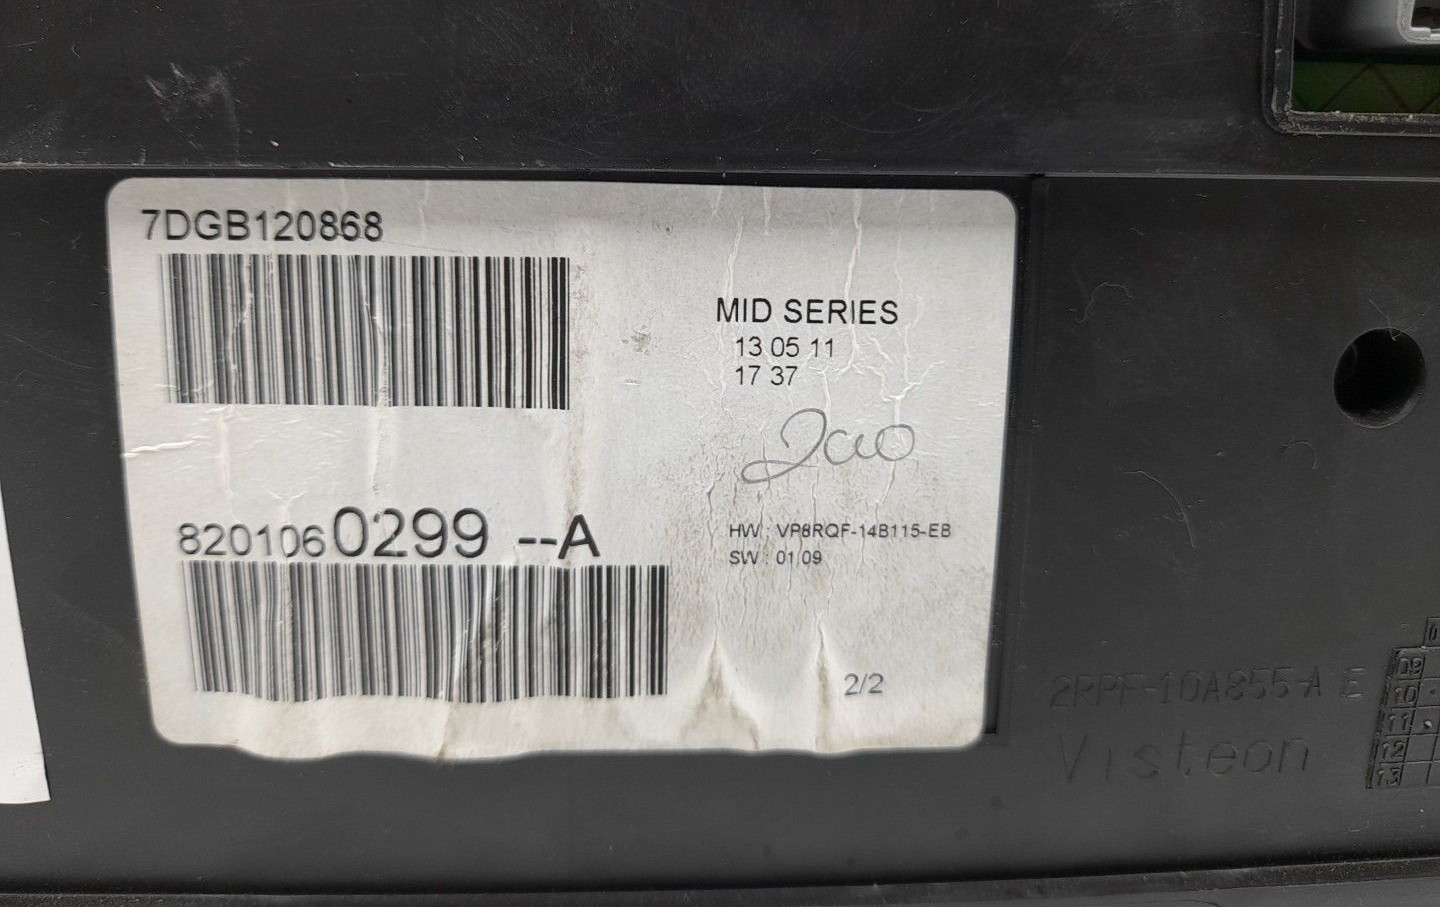 7DGB120868
MID SERIES
13 05 11
17 37
8201060299 --A
HW : VP8RQF-14B115-EB
SW : 01.09
2/2
2RPF-10A855-A E
Visteon
09
10
11
12
13